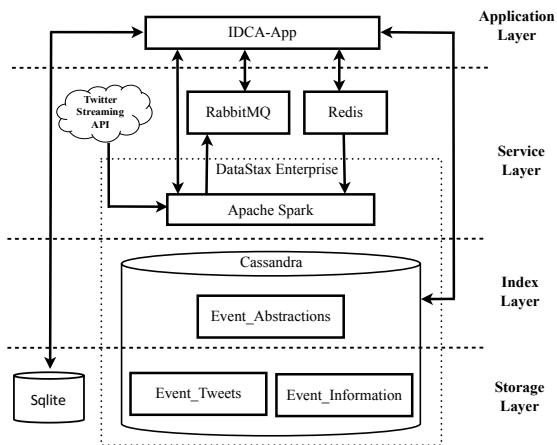 Application
Layer
IDCA-App
Twitter
Streaming
API
RabbitMQ
Redis
Service
Layer
DataStax Enterprise
Apache Spark
Cassandra
Index
Layer
Event_Abstractions
Sqlite
Event_Tweets
Event_Information
Storage
Layer